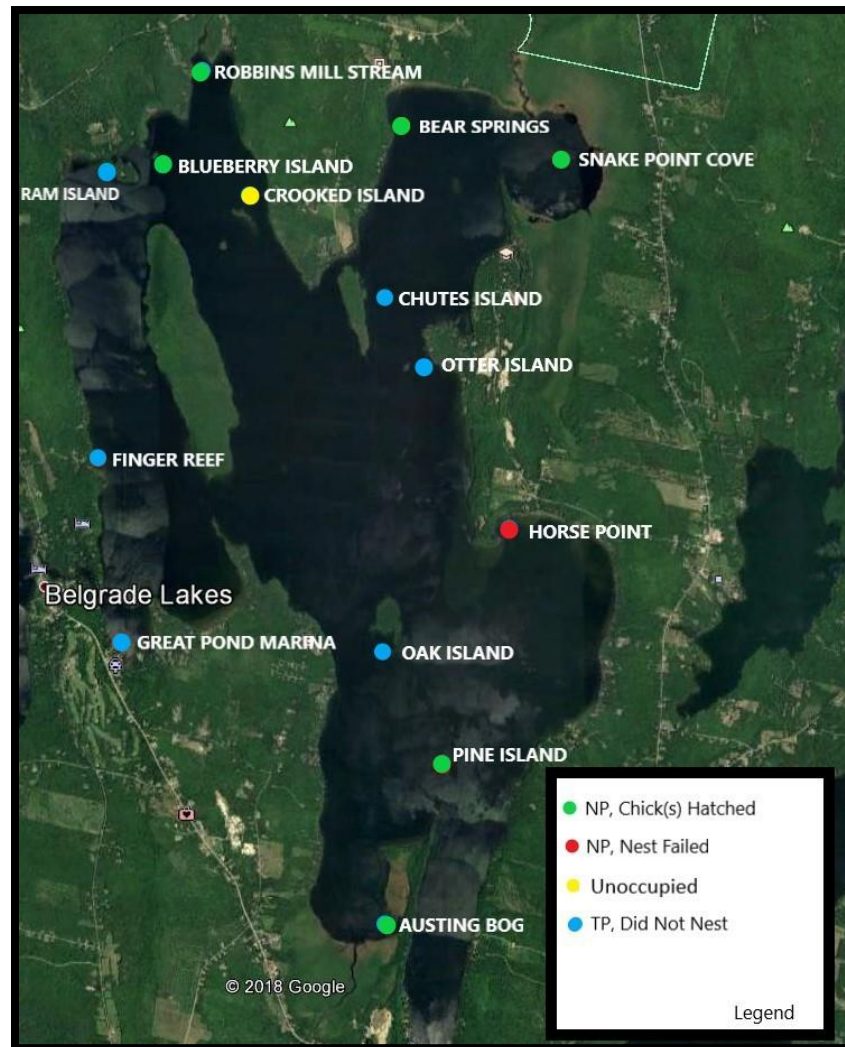 ROBBINS MILL STREAM
BEAR SPRINGS
SNAKE POINT COVE
BLUEBERRY ISLAND
RAM ISLAND
CROOKED ISLAND
CHUTES ISLAND
OTTER ISLAND
FINGER REEF
HORSE POINT
Belgrade Lakes
GREAT POND MARINA
OAK ISLAND
PINE ISLAND
AUSTING BOG
© 2018 Google
NP, Chick(s) Hatched
NP, Nest Failed
Unoccupied
TP, Did Not Nest
Legend